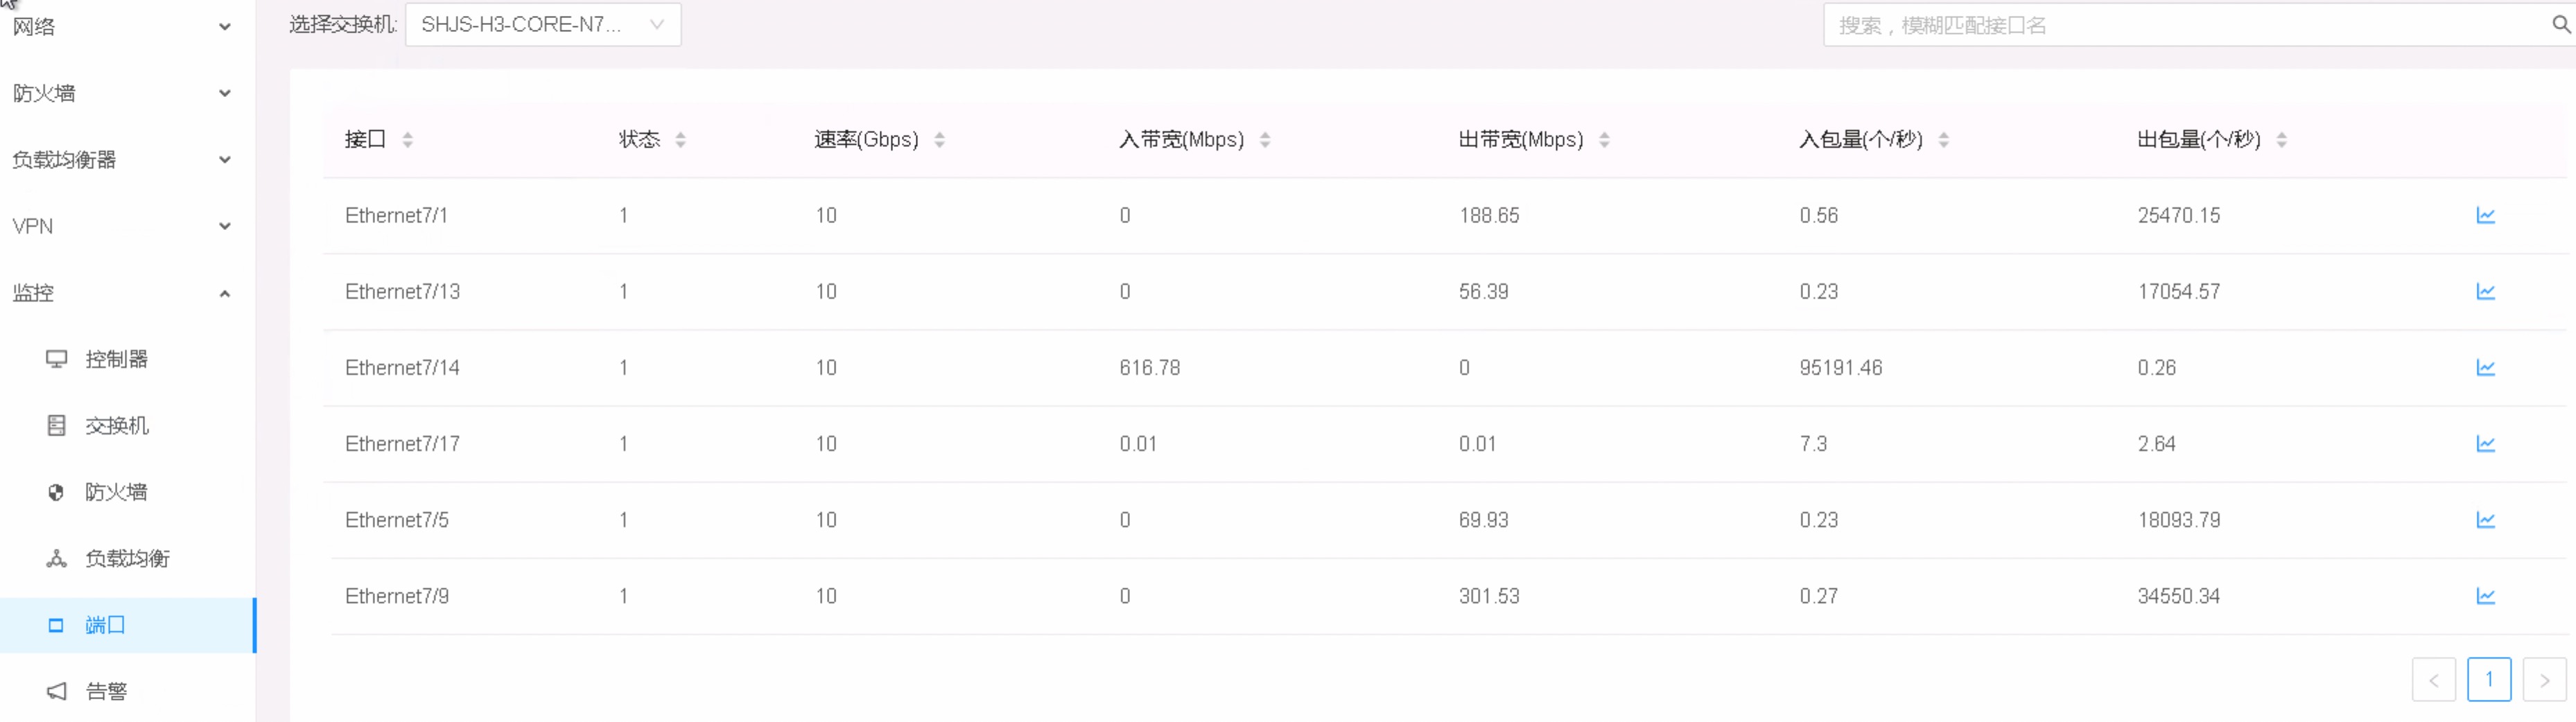 网络
防火墙
负载均衡器
VPN
监控
控制器
交换机
防火墙
负载均衡
端口
告警
选择交换机: SHJS-H3-CORE-N7...
搜索，模糊匹配接口名
接口 状态 速率(Gbps) 入带宽(Mbps) 出带宽(Mbps) 入包量(个/秒) 出包量(个/秒)
Ethernet7/1 1 10 0 188.65 0.56 25470.15
Ethernet7/13 1 10 0 56.39 0.23 17054.57
Ethernet7/14 1 10 616.78 0 95191.46 0.26
Ethernet7/17 1 10 0.01 0.01 7.3 2.64
Ethernet7/5 1 10 0 69.93 0.23 18093.79
Ethernet7/9 1 10 0 301.53 0.27 34550.34
< 1 >